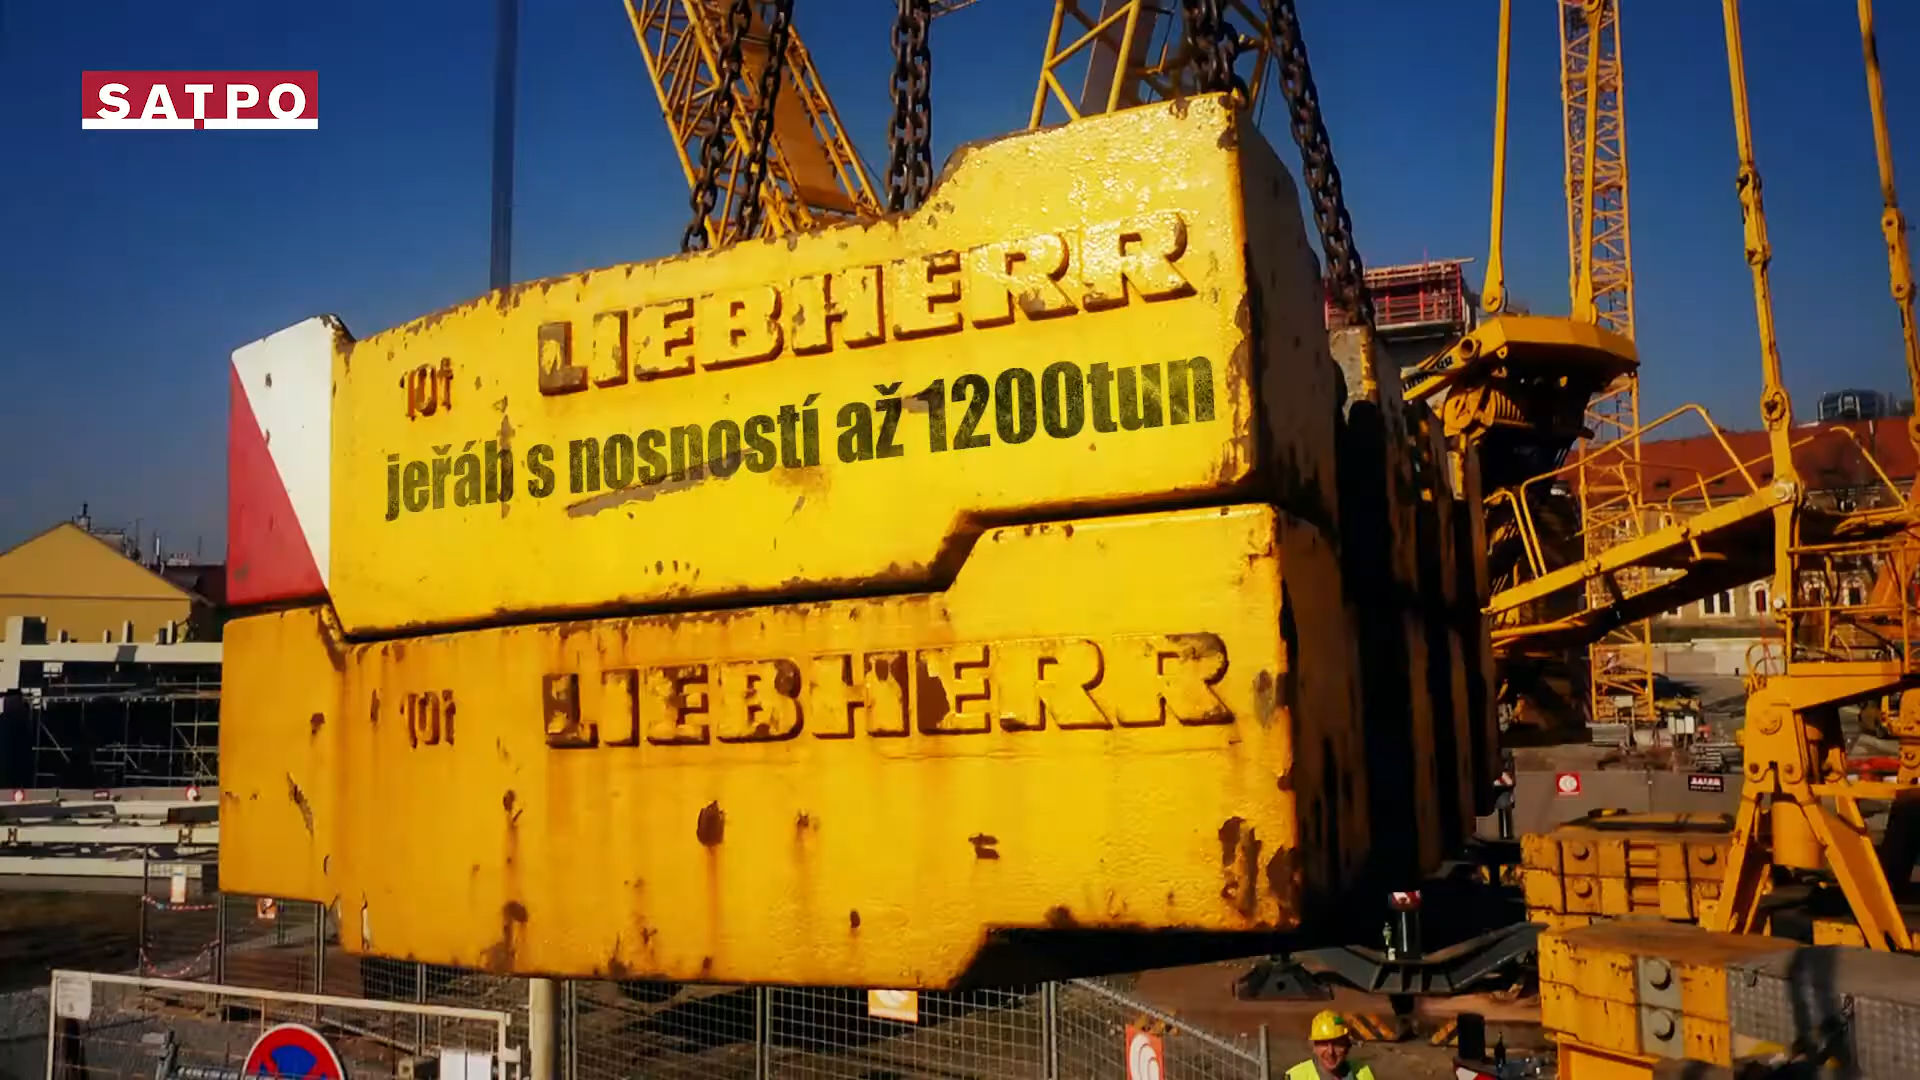 SATPO
LIEBHERR
10t
jeřáb s nosností až 1200tun
LIEBHERR
10t